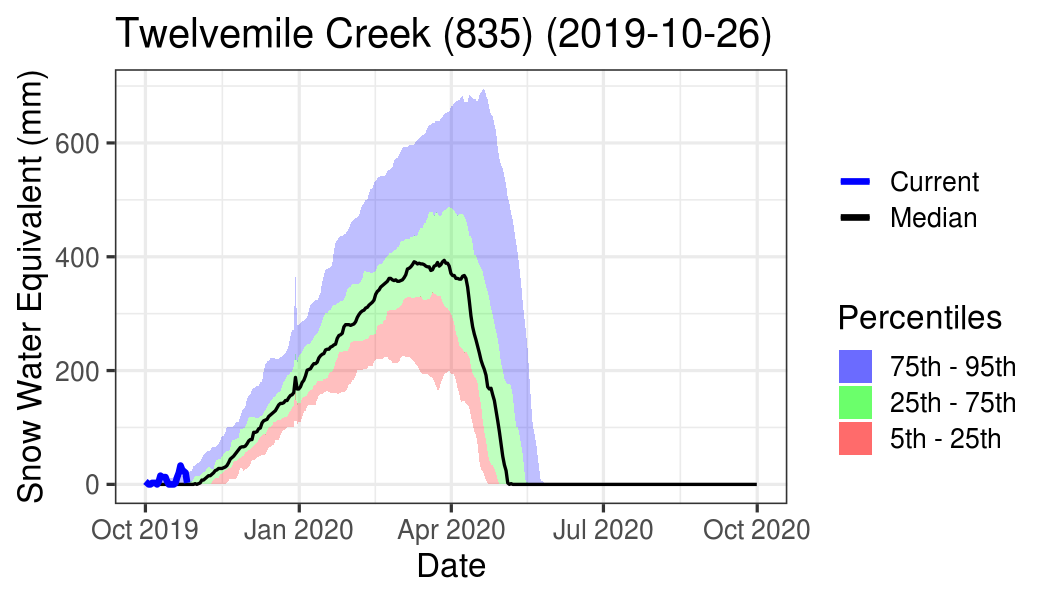 Twelvemile Creek (835) (2019-10-26)
Snow Water Equivalent (mm)
600
400
200
0
Oct 2019 Jan 2020 Apr 2020 Jul 2020 Oct 2020
Date
Current
Median
Percentiles
75th - 95th
25th - 75th
5th - 25th